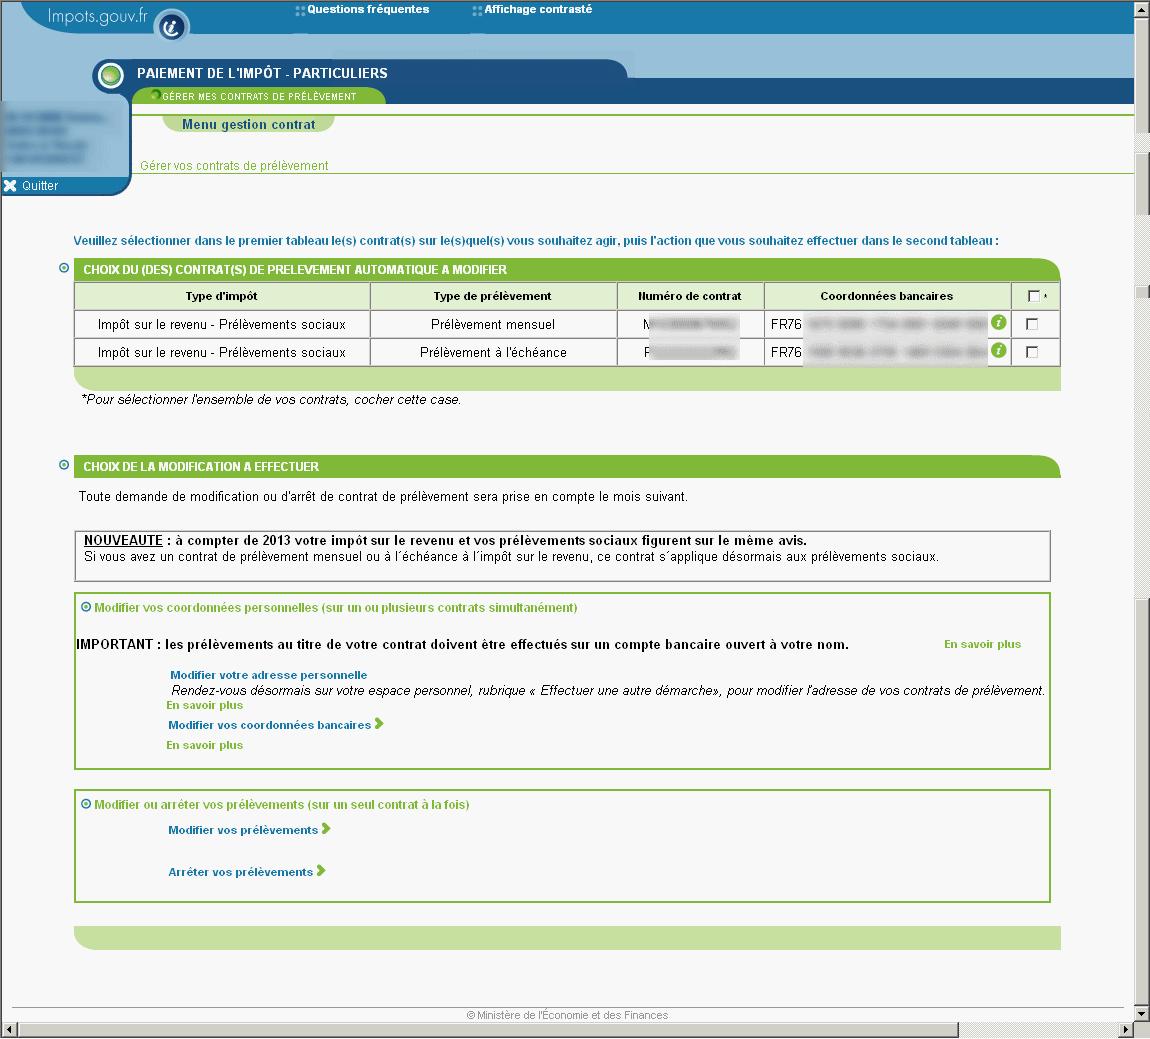 Impots.gouv.fr
Questions fréquentes
Affichage contrasté
PAIEMENT DE L'IMPÔT - PARTICULIERS
GÉRER MES CONTRATS DE PRÉLÈVEMENT
Menu gestion contrat
Gérer vos contrats de prélèvement
Quitter
Veuillez sélectionner dans le premier tableau le(s) contrat(s) sur le(s)quel(s) vous souhaitez agir, puis l'action que vous souhaitez effectuer dans le second tableau :
CHOIX DU (DES) CONTRAT(S) DE PRELEVEMENT AUTOMATIQUE A MODIFIER
Type d'impôt Type de prélèvement Numéro de contrat Coordonnées bancaires *
Impôt sur le revenu - Prélèvements sociaux Prélèvement mensuel FR76
Impôt sur le revenu - Prélèvements sociaux Prélèvement à l'échéance FR76
*Pour sélectionner l'ensemble de vos contrats, cocher cette case.
CHOIX DE LA MODIFICATION A EFFECTUER
Toute demande de modification ou d'arrêt de contrat de prélèvement sera prise en compte le mois suivant.
NOUVEAUTE : à compter de 2013 votre impôt sur le revenu et vos prélèvements sociaux figurent sur le même avis.
Si vous avez un contrat de prélèvement mensuel ou à l´échéance à l´impôt sur le revenu, ce contrat s´applique désormais aux prélèvements sociaux.
Modifier vos coordonnées personnelles (sur un ou plusieurs contrats simultanément)
IMPORTANT : les prélèvements au titre de votre contrat doivent être effectués sur un compte bancaire ouvert à votre nom. En savoir plus
Modifier votre adresse personnelle
Rendez-vous désormais sur votre espace personnel, rubrique « Effectuer une autre démarche», pour modifier l'adresse de vos contrats de prélèvement.
En savoir plus
Modifier vos coordonnées bancaires
En savoir plus
Modifier ou arrêter vos prélèvements (sur un seul contrat à la fois)
Modifier vos prélèvements
Arrêter vos prélèvements
© Ministère de l'Économie et des Finances